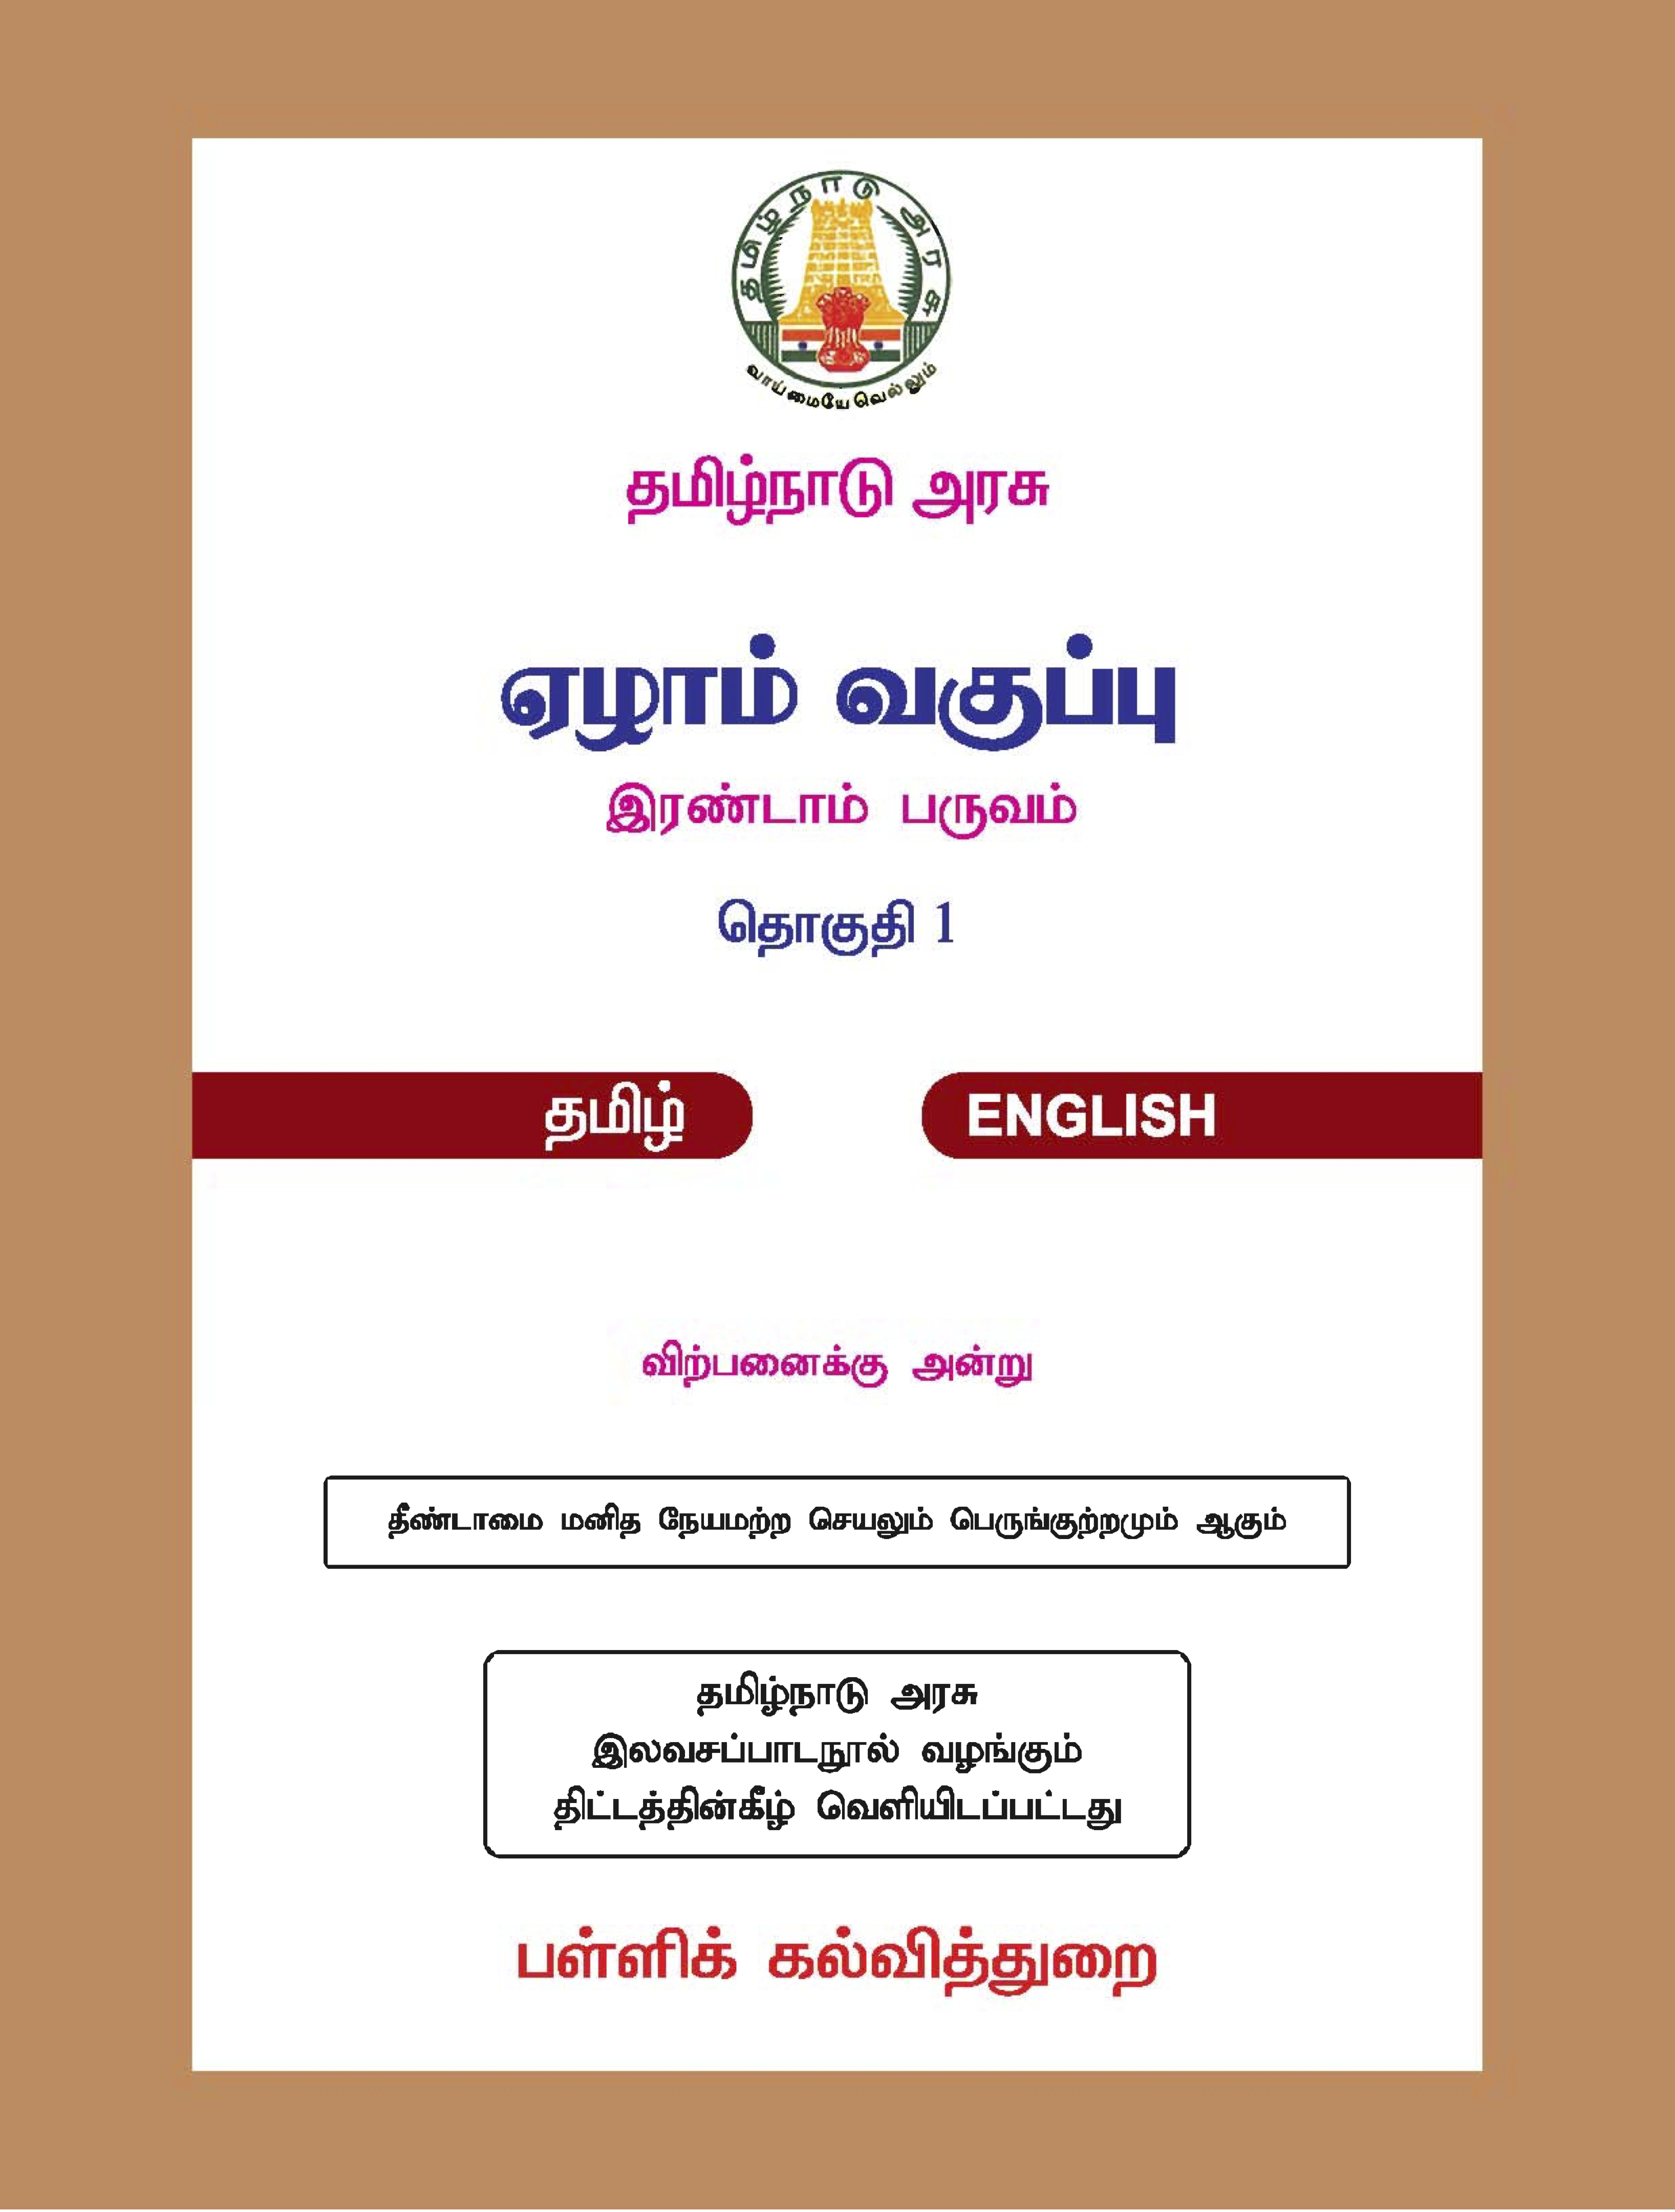 தமிழ்நாடு அரசு
வாய்மையே வெல்லும்
தமிழ்நாடு அரசு
ஏழாம் வகுப்பு
இரண்டாம் பருவம்
தொகுதி 1
தமிழ்
ENGLISH
விற்பனைக்கு அன்று
தீண்டாமை மனித நேயமற்ற செயலும் பெருங்குற்றமும் ஆகும்
தமிழ்நாடு அரசு
இலவசப்பாடநூல் வழங்கும்
திட்டத்தின்கீழ் வெளியிடப்பட்டது
பள்ளிக் கல்வித்துறை